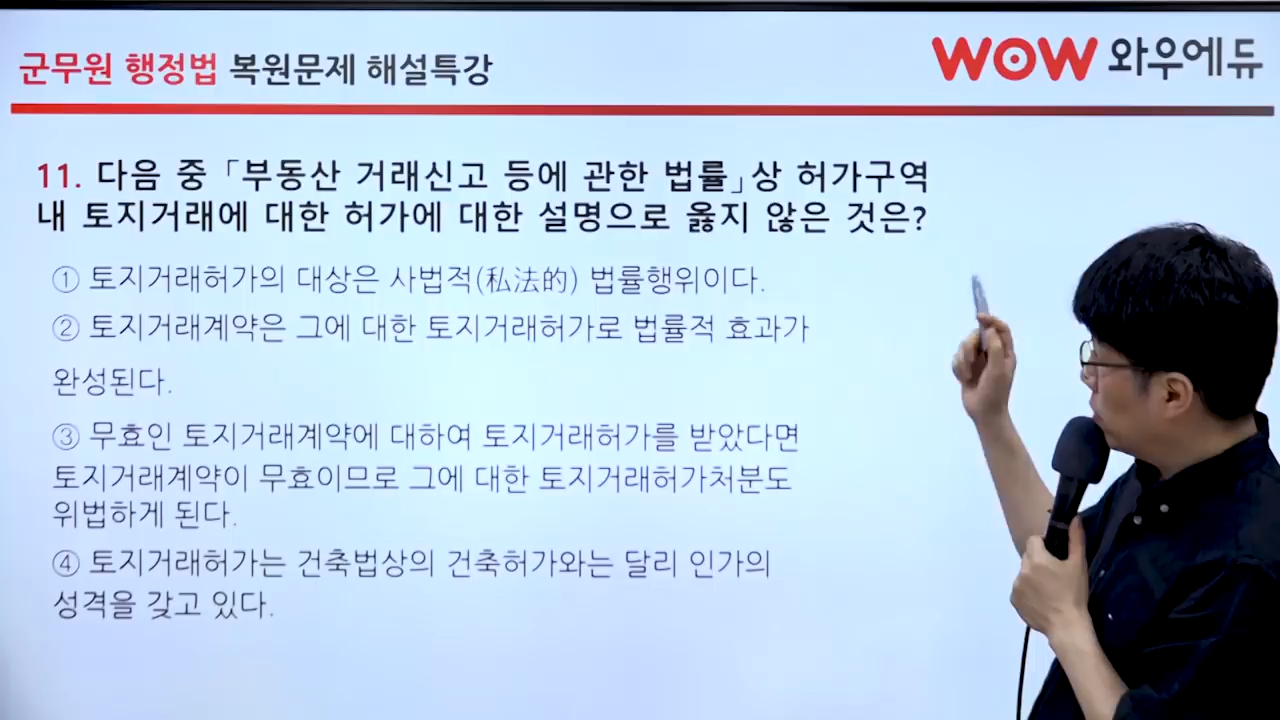 군무원 행정법 복원문제 해설특강
WOW 와우에듀
11. 다음 중 「부동산 거래신고 등에 관한 법률」상 허가구역
내 토지거래에 대한 허가에 대한 설명으로 옳지 않은 것은?
① 토지거래허가의 대상은 사법적(私法的) 법률행위이다.
② 토지거래계약은 그에 대한 토지거래허가로 법률적 효과가
완성된다.
③ 무효인 토지거래계약에 대하여 토지거래허가를 받았다면
토지거래계약이 무효이므로 그에 대한 토지거래허가처분도
위법하게 된다.
④ 토지거래허가는 건축법상의 건축허가와는 달리 인가의
성격을 갖고 있다.